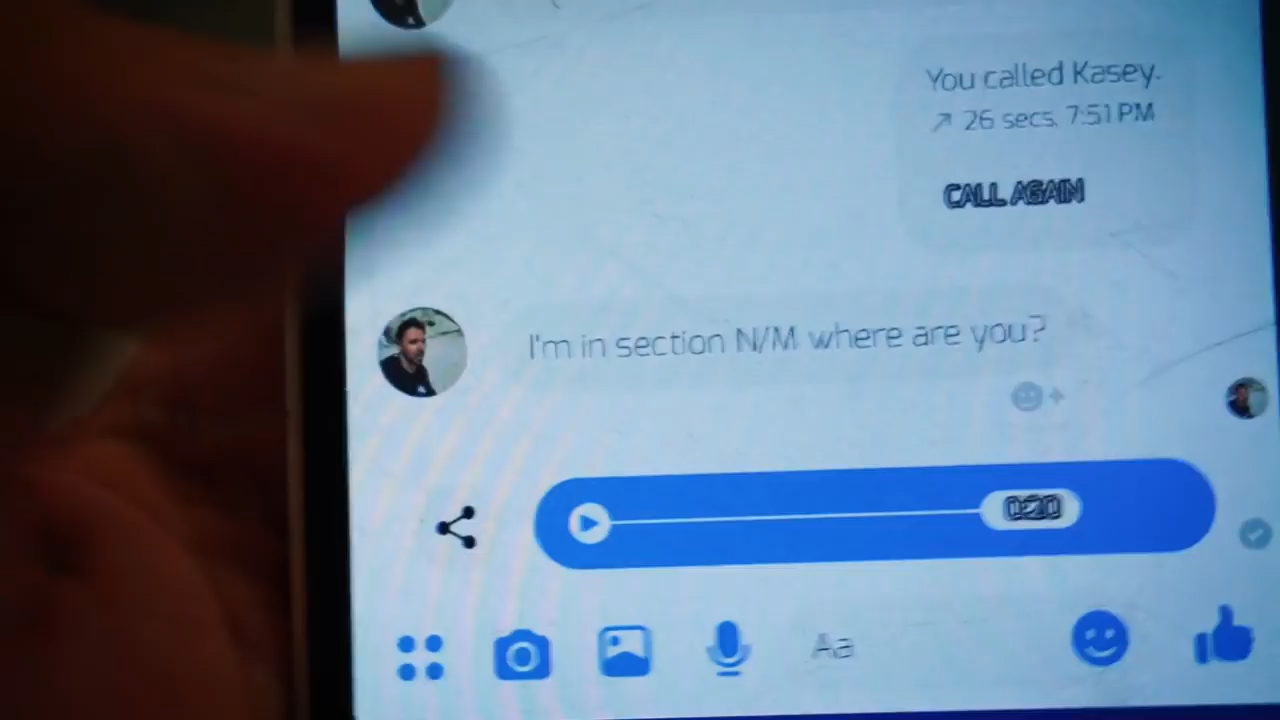 You called Kasey.
26 secs. 7:51 PM
CALL AGAIN
I'm in section N/M where are you?
0:20
Aa